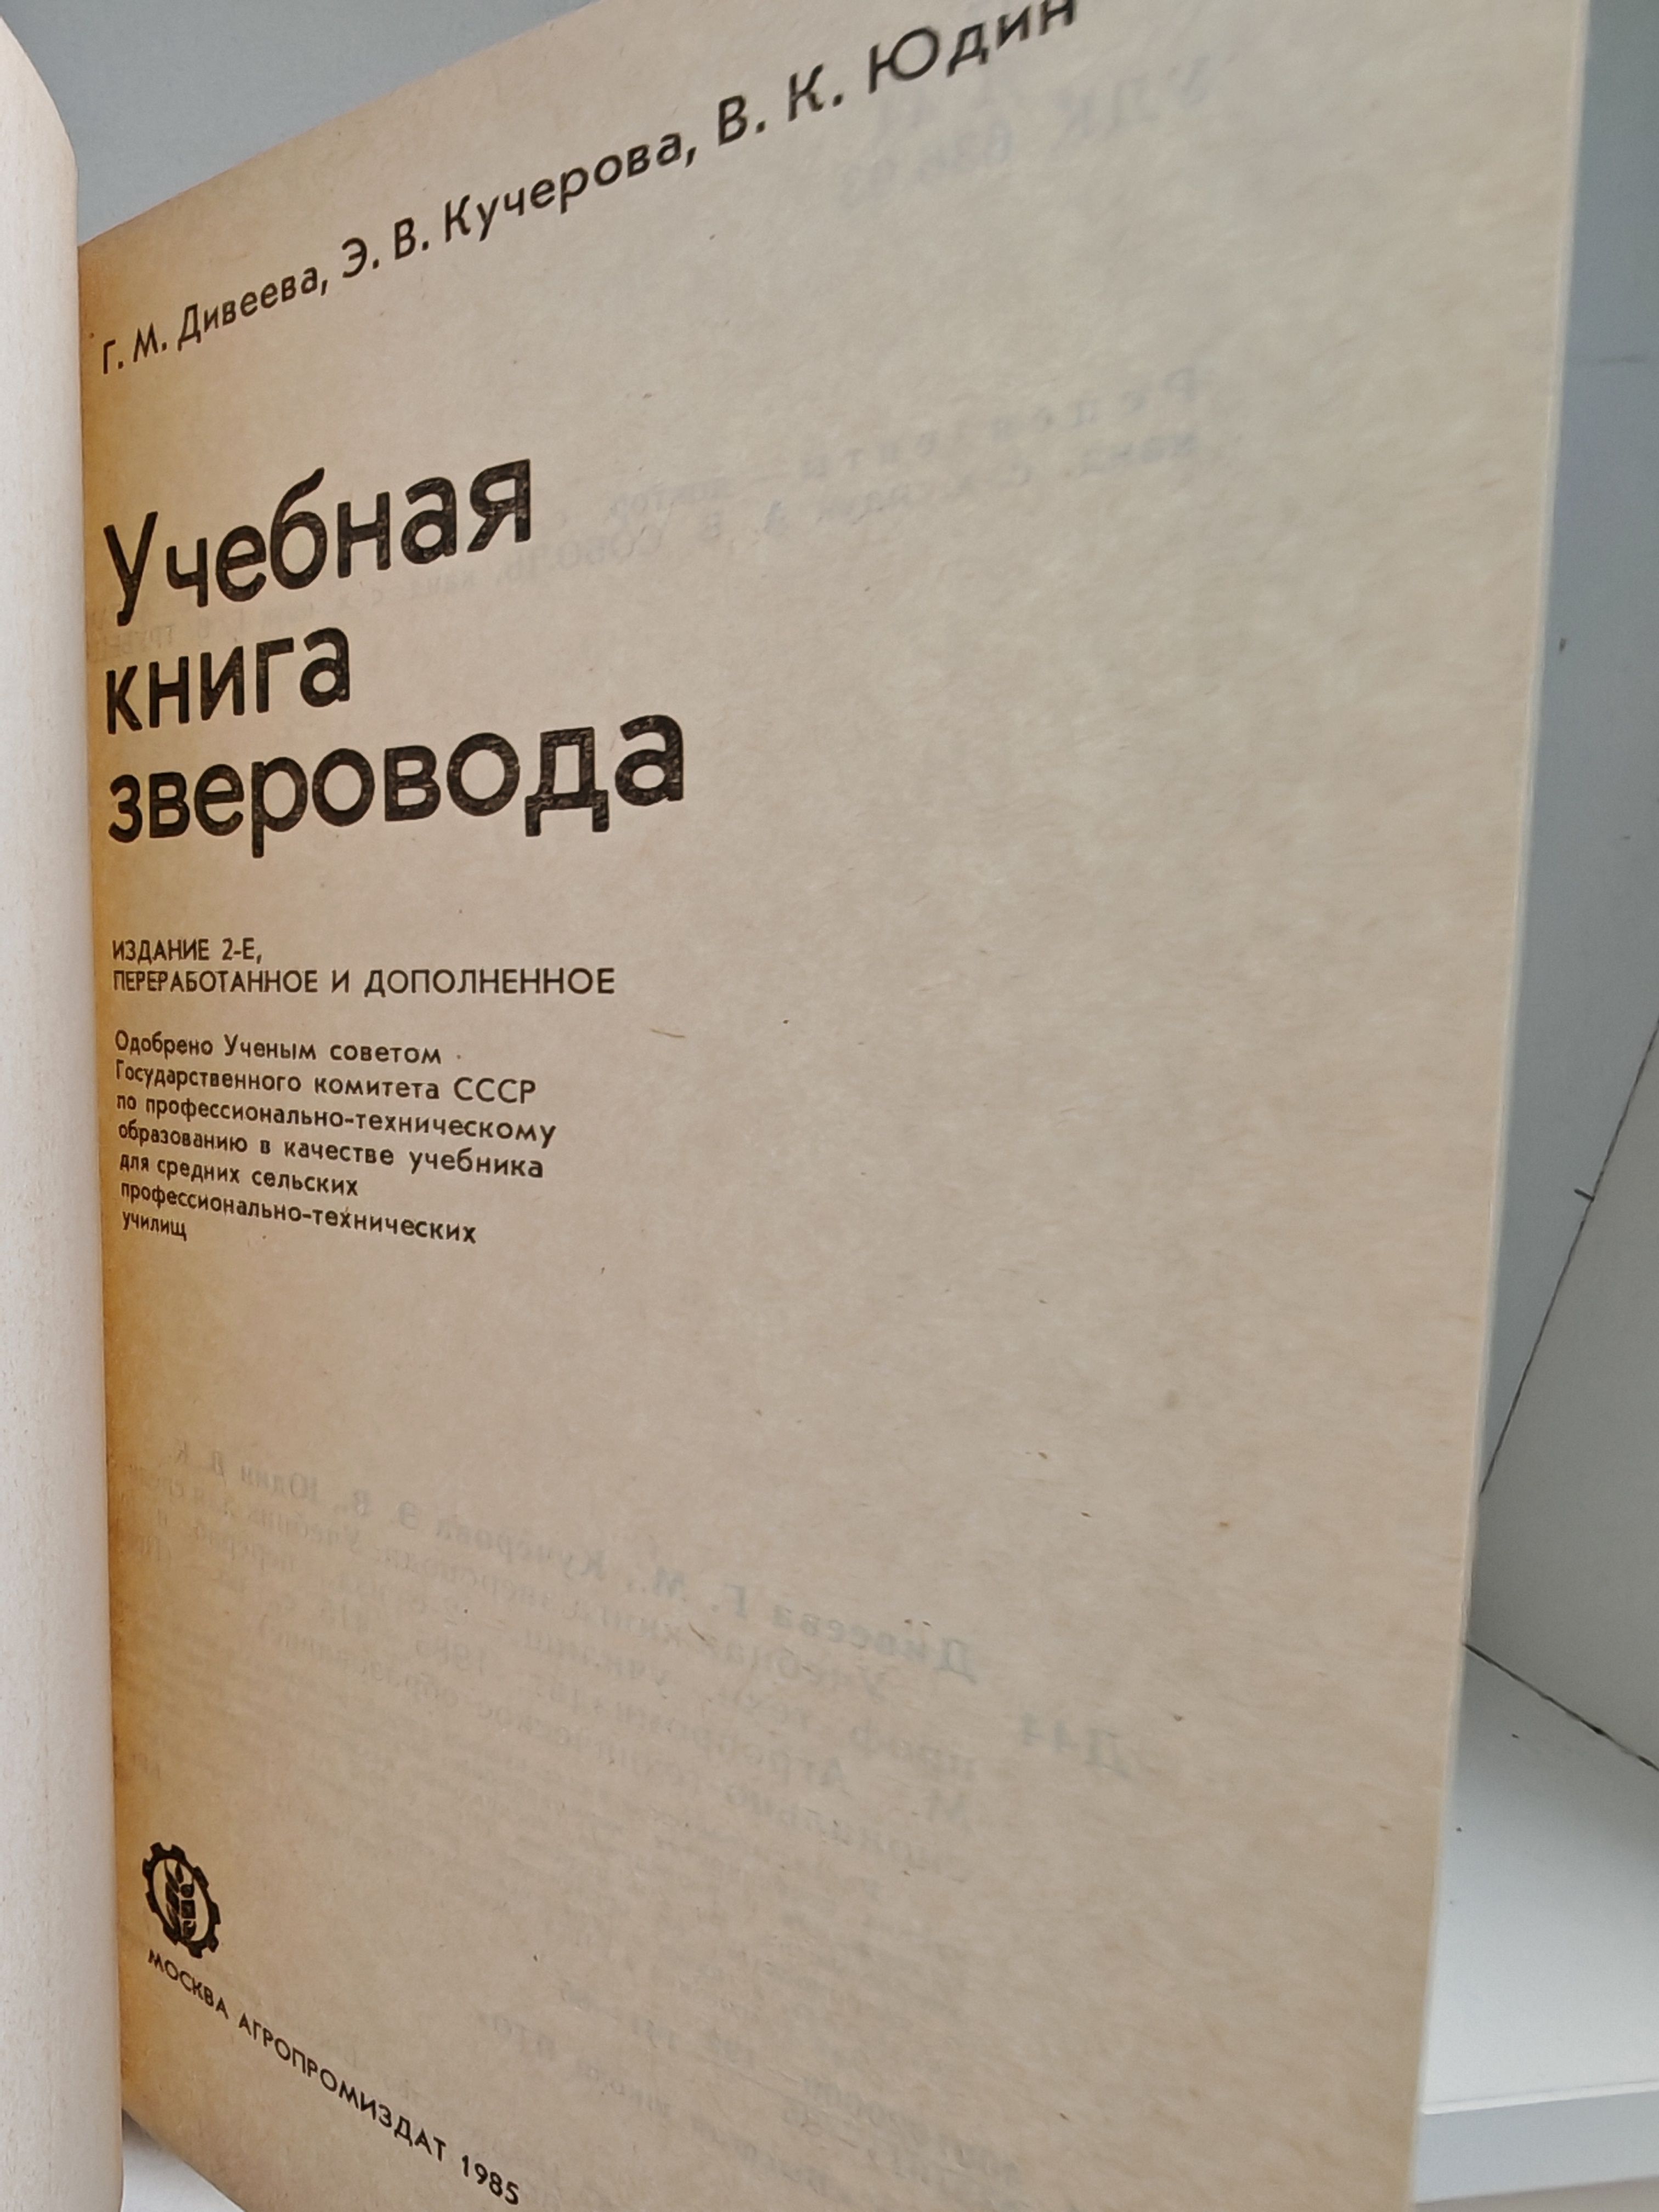 Г. М. Дивеева, Э. В. Кучерова, В. К. Юдин
Учебная
книга
зверовода
ИЗДАНИЕ 2-Е,
ПЕРЕРАБОТАННОЕ И ДОПОЛНЕННОЕ
Одобрено Ученым советом
Государственного комитета СССР
по профессионально-техническому
образованию в качестве учебника
для средних сельских
профессионально-технических
училищ
МОСКВА АГРОПРОМИЗДАТ 1985